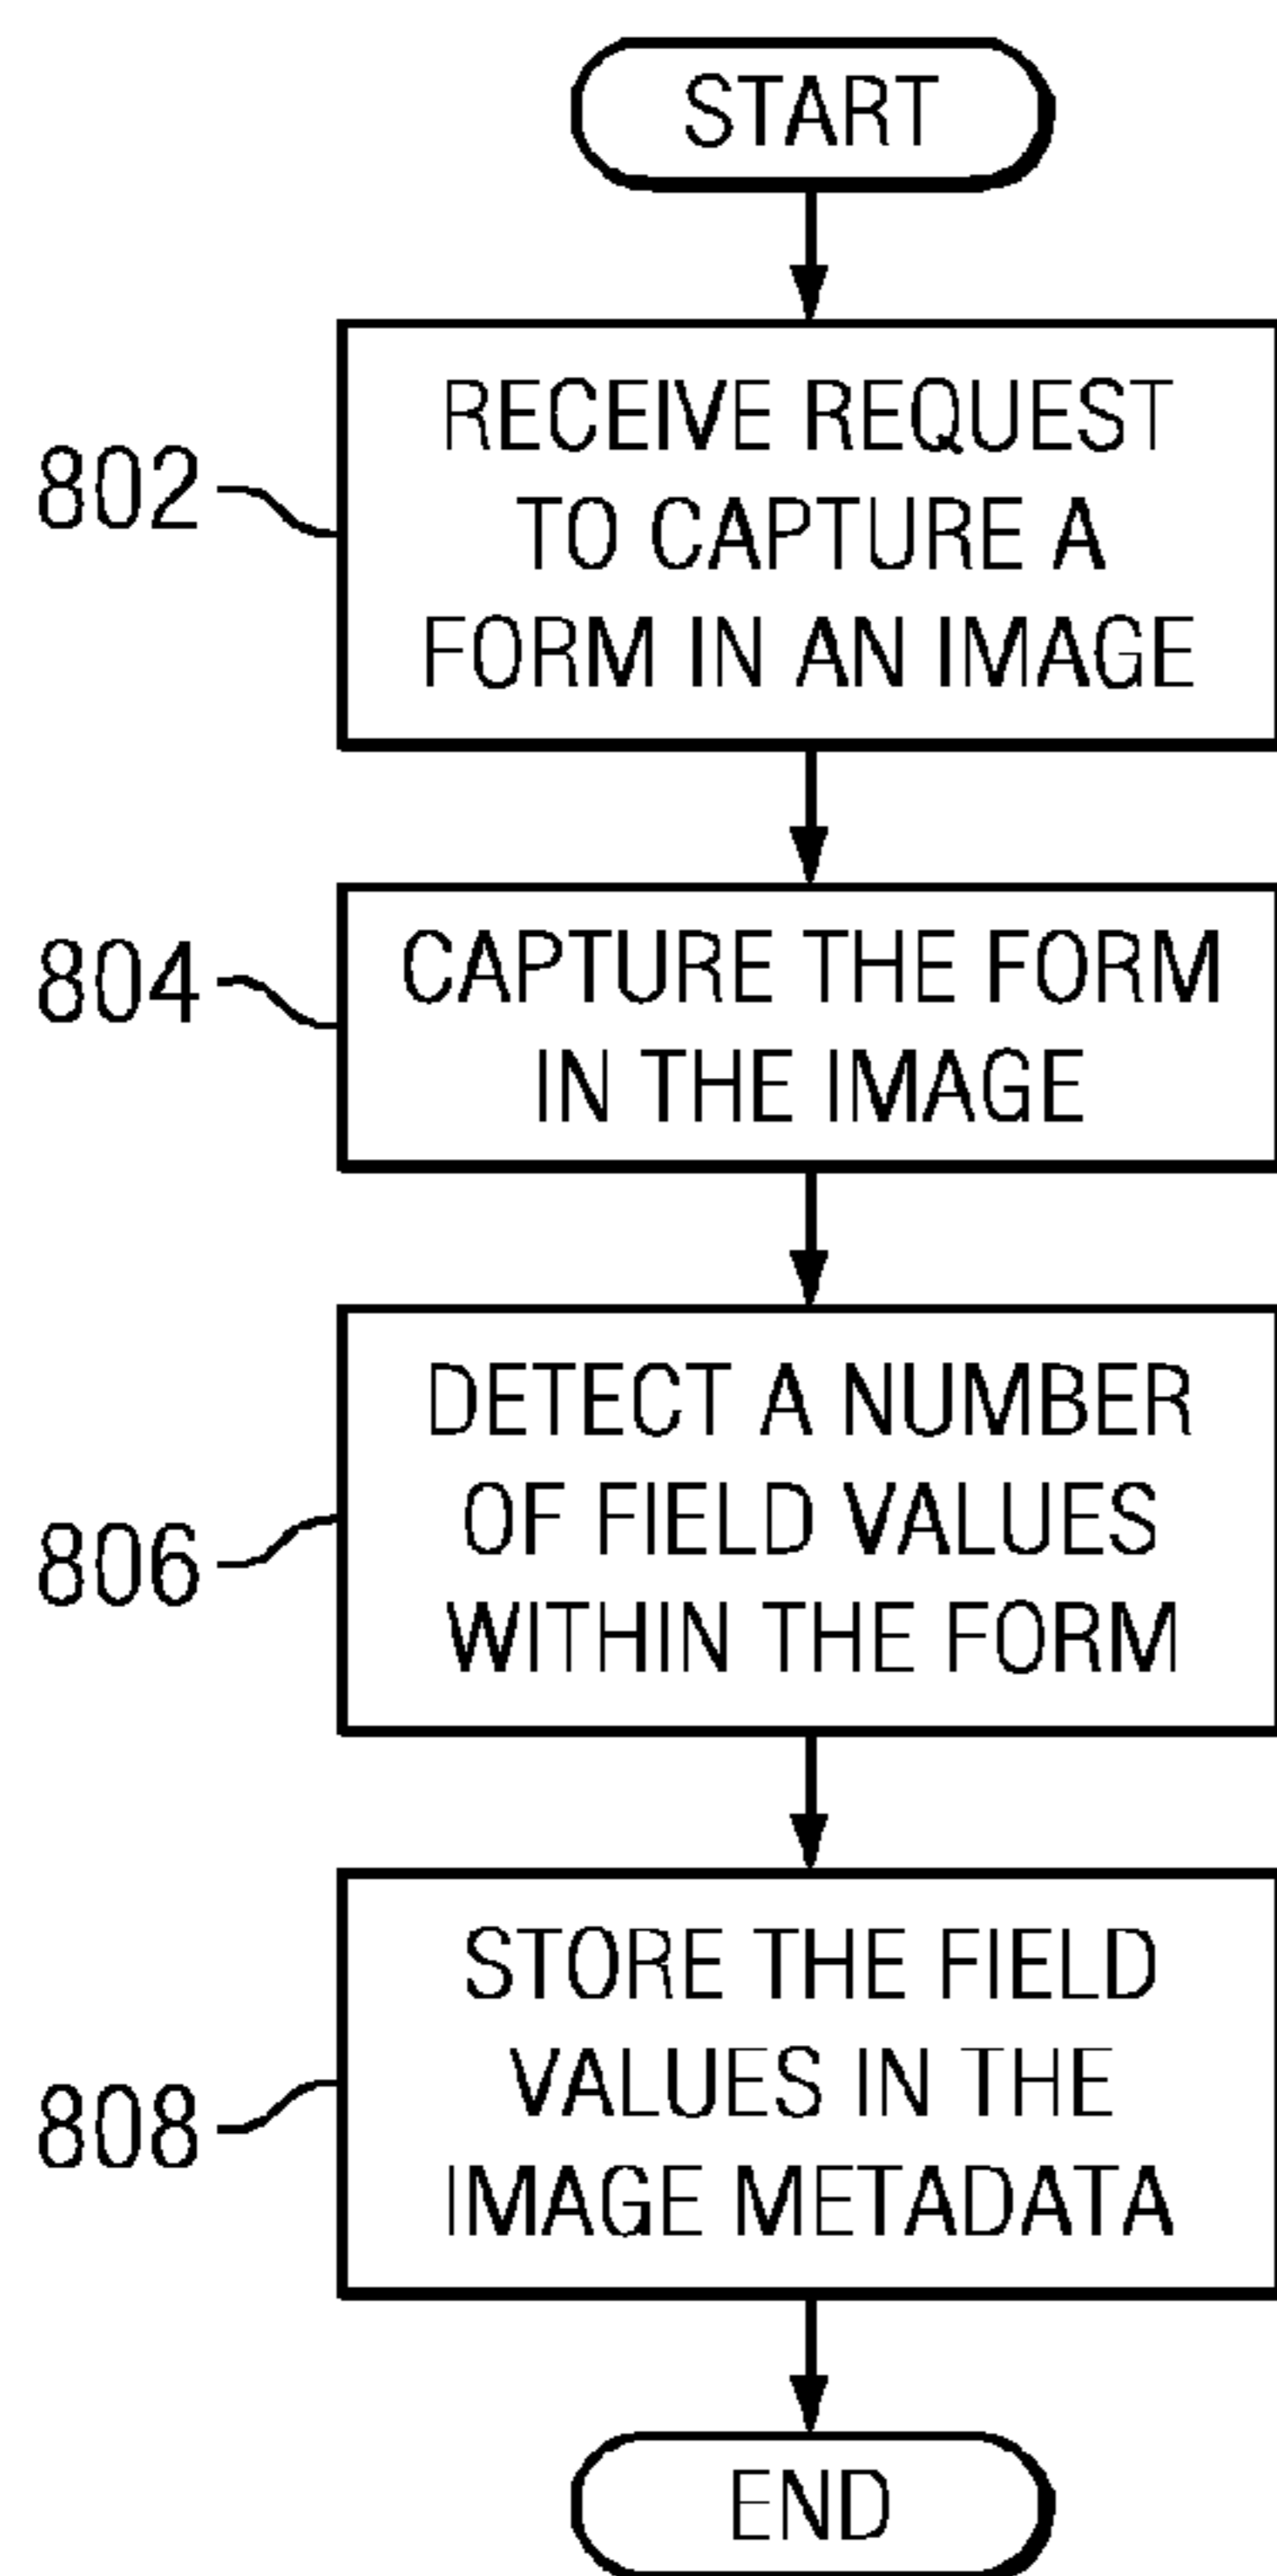 START
802
RECEIVE REQUEST
TO CAPTURE A
FORM IN AN IMAGE
804
CAPTURE THE FORM
IN THE IMAGE
806
DETECT A NUMBER
OF FIELD VALUES
WITHIN THE FORM
808
STORE THE FIELD
VALUES IN THE
IMAGE METADATA
END